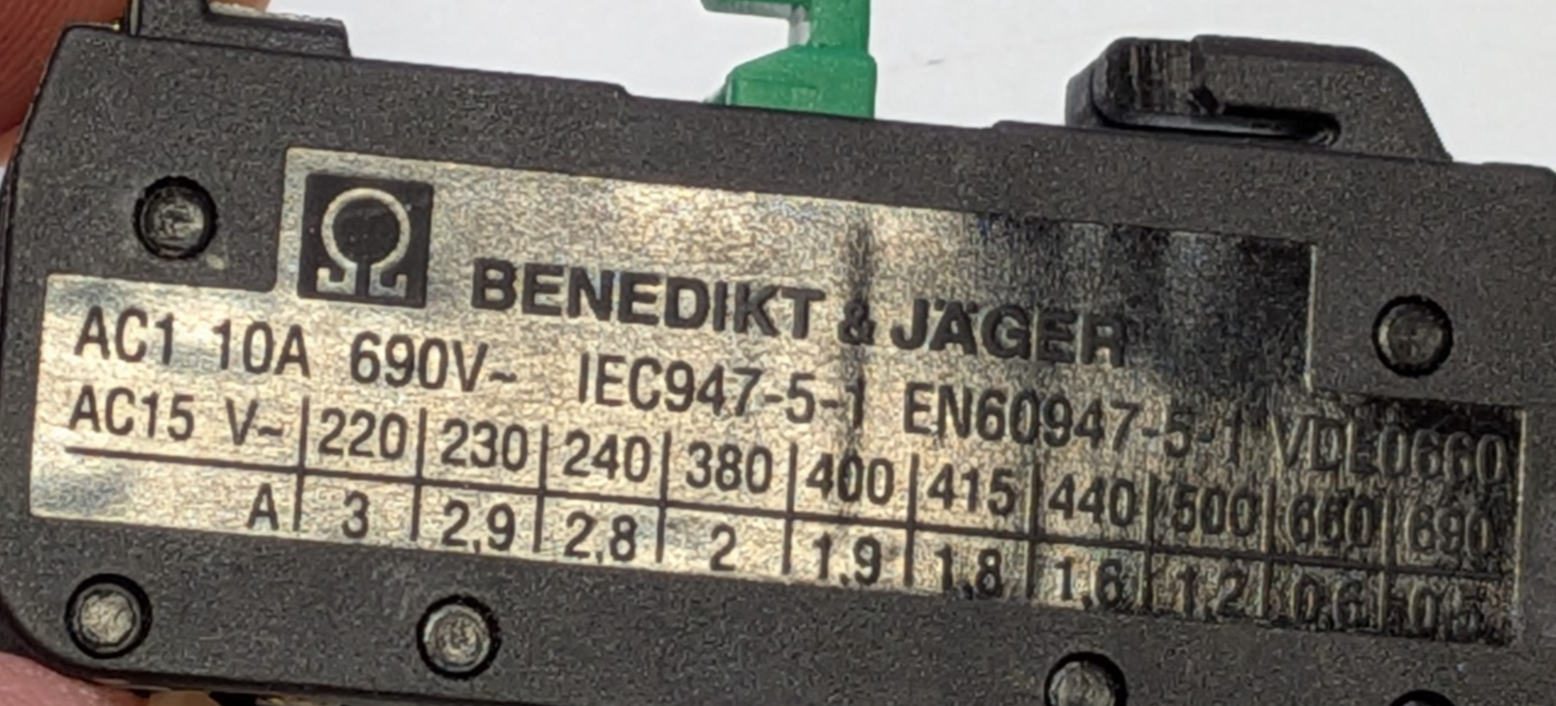 BENEDIKT & JÄGER
AC1 10A 690V~ IEC947-5-1 EN60947-5-1 VDE0660
AC15 V~ 220 230 240 380 400 415 440 500 660 690
A 3 2,9 2,8 2 1,9 1,8 1,6 1,2 0,6 0,5